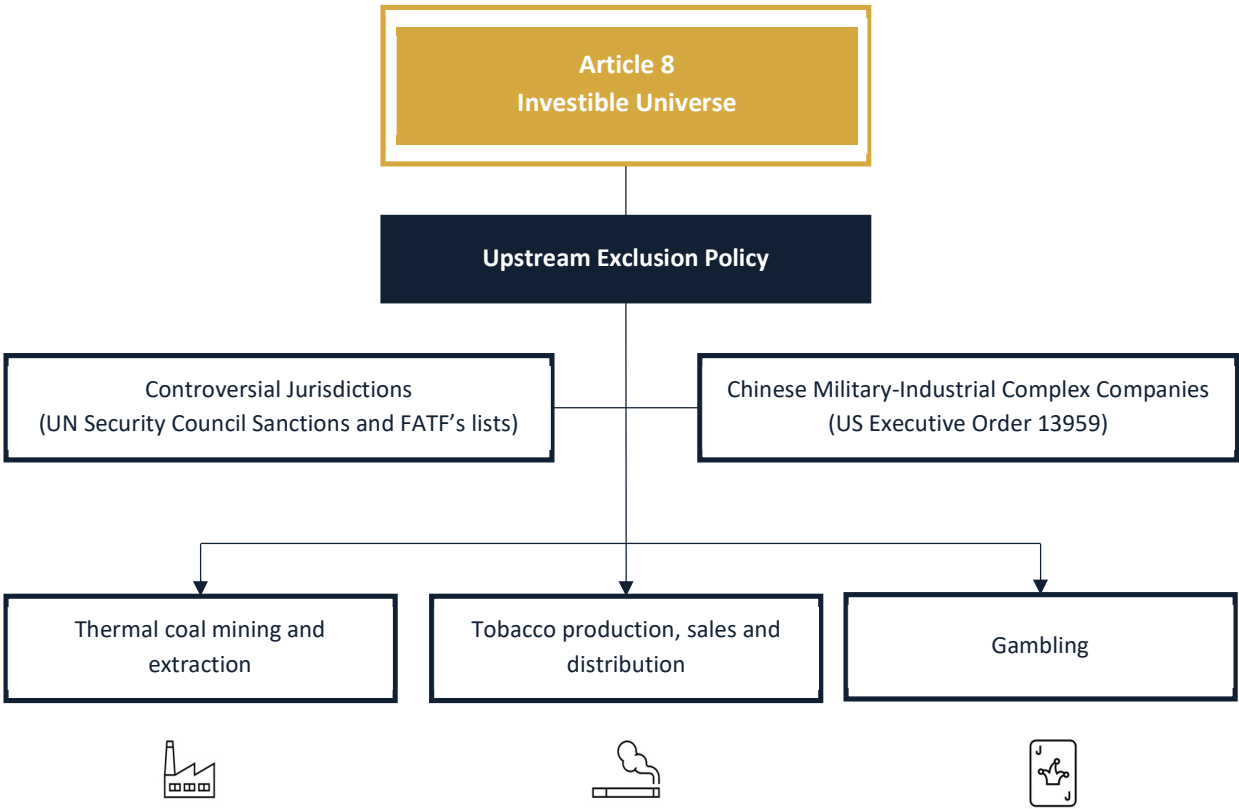 Article 8
Investible Universe
Upstream Exclusion Policy
Controversial Jurisdictions
(UN Security Council Sanctions and FATF’s lists)
Chinese Military-Industrial Complex Companies
(US Executive Order 13959)
Thermal coal mining and
extraction
Tobacco production, sales and
distribution
Gambling
J
J